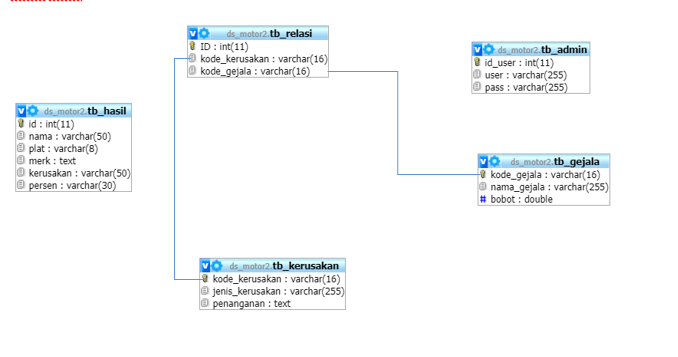 ds_motor2.tb_relasi
ID : int(11)
kode_kerusakan : varchar(16)
kode_gejala : varchar(16)
ds_motor2.tb_admin
id_user : int(11)
user : varchar(255)
pass : varchar(255)
ds_motor2.tb_hasil
id : int(11)
nama : varchar(50)
plat : varchar(8)
merk : text
kerusakan : varchar(50)
persen : varchar(30)
ds_motor2.tb_gejala
kode_gejala : varchar(16)
nama_gejala : varchar(255)
# bobot : double
ds_motor2.tb_kerusakan
kode_kerusakan : varchar(16)
jenis_kerusakan : varchar(255)
penanganan : text